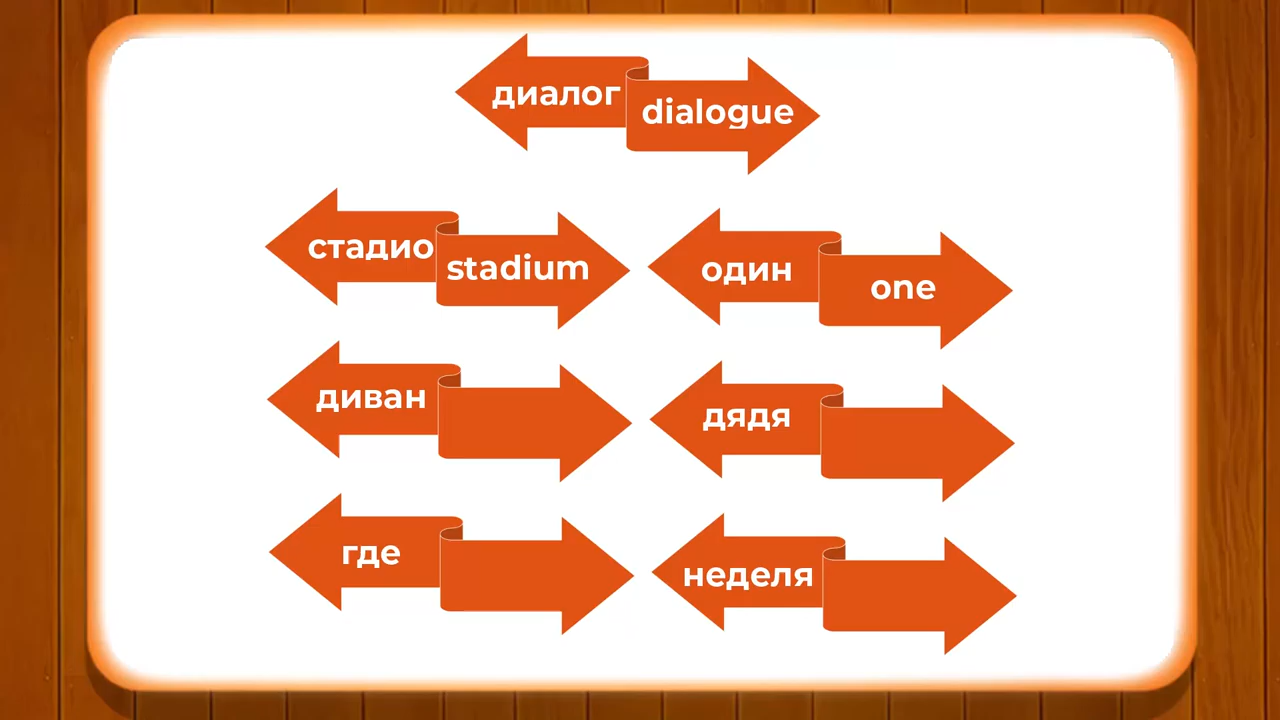 диалог
dialogue
стадио
stadium
один
one
диван
дядя
где
неделя